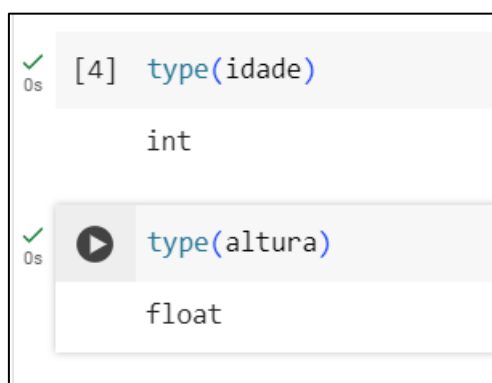 [4] type(idade)
0s
int
type(altura)
0s
float